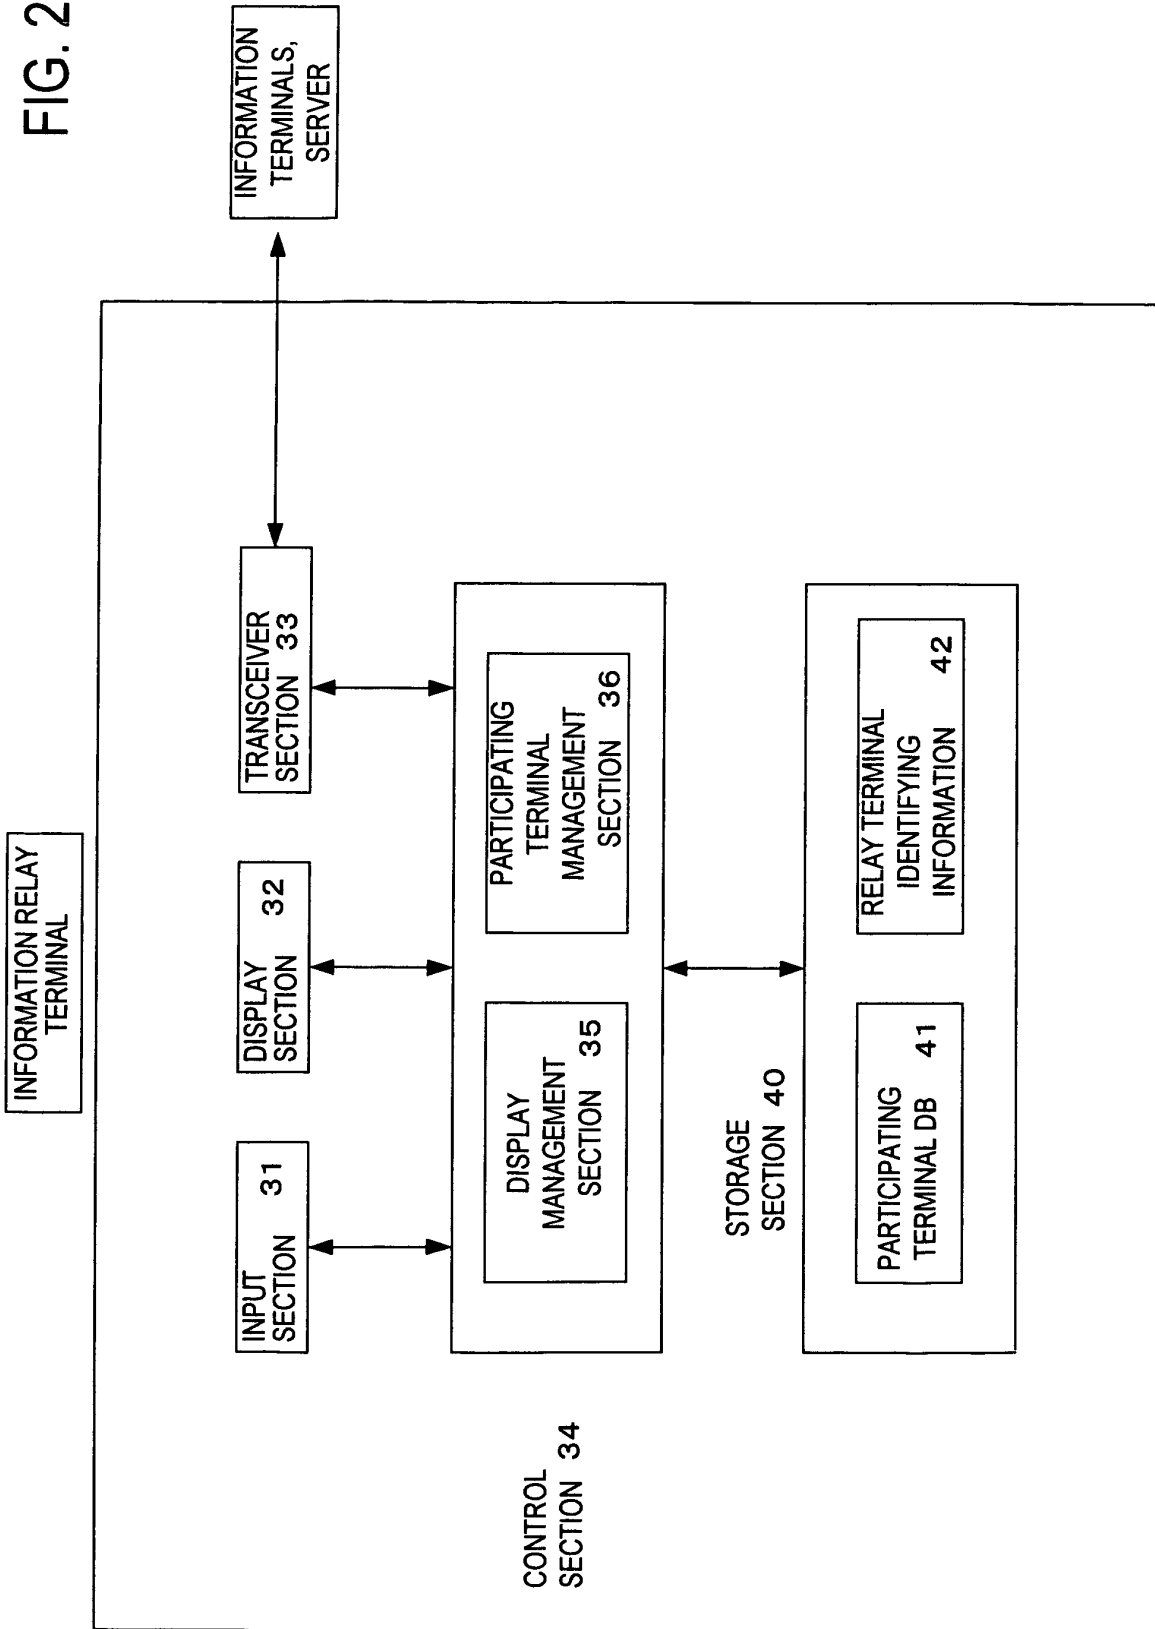 FIG. 2
INFORMATION RELAY
TERMINAL
INFORMATION
TERMINALS,
SERVER
INPUT
SECTION 31
DISPLAY
SECTION 32
TRANSCEIVER
SECTION 33
CONTROL
SECTION 34
DISPLAY
MANAGEMENT
SECTION 35
PARTICIPATING
TERMINAL
MANAGEMENT
SECTION 36
STORAGE
SECTION 40
PARTICIPATING
TERMINAL DB 41
RELAY TERMINAL
IDENTIFYING
INFORMATION 42